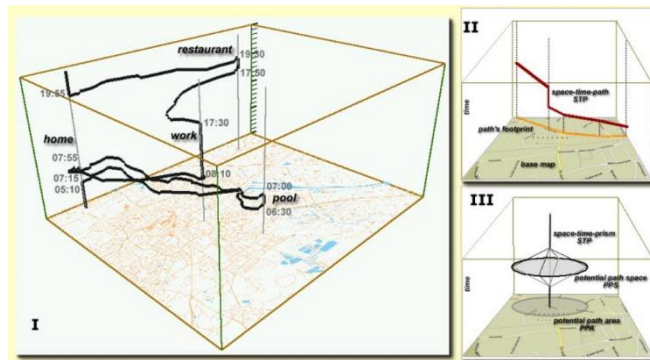 restaurant
19:50
17:50
19:55
home
work
17:30
07:55
07:15
05:10
08:10
07:00
pool
06:30
I
II
space-time-path
STP
time
path's footprint
base map
III
space-time-prism
STP
time
potential path space
PPS
potential path area
PPA